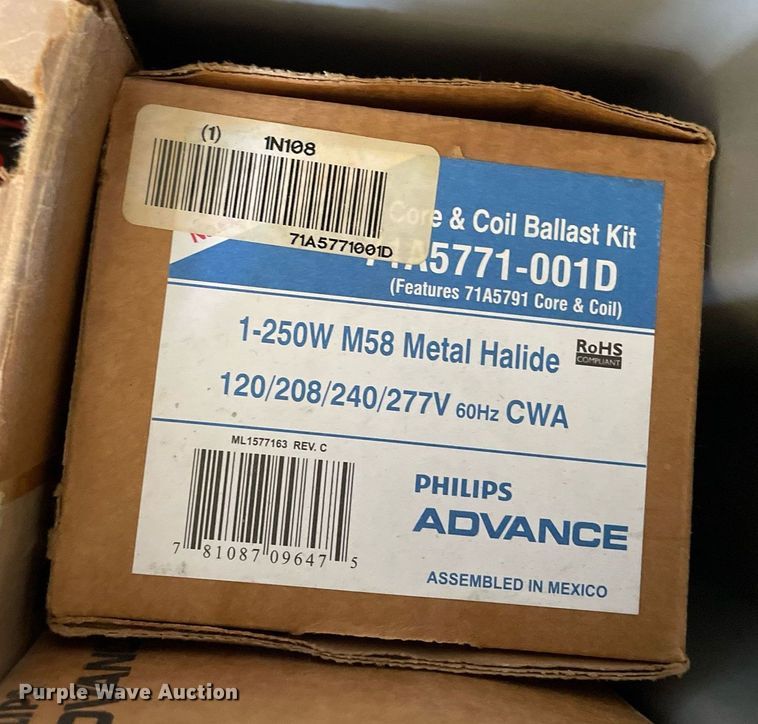 (1)
1N108
71A5771001D
Core & Coil Ballast Kit
71A5771-001D
(Features 71A5791 Core & Coil)
1-250W M58 Metal Halide
RoHS
COMPLIANT
120/208/240/277V 60Hz CWA
ML1577163 REV. C
7 81087 09647 5
PHILIPS
ADVANCE
ASSEMBLED IN MEXICO
Purple Wave Auction